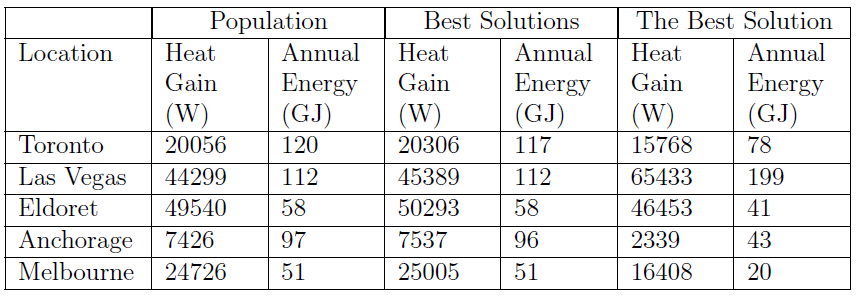 Population Best Solutions The Best Solution
Location Heat Annual Heat Annual Heat Annual
Gain Energy Gain Energy Gain Energy
(W) (GJ) (W) (GJ) (W) (GJ)
Toronto 20056 120 20306 117 15768 78
Las Vegas 44299 112 45389 112 65433 199
Eldoret 49540 58 50293 58 46453 41
Anchorage 7426 97 7537 96 2339 43
Melbourne 24726 51 25005 51 16408 20